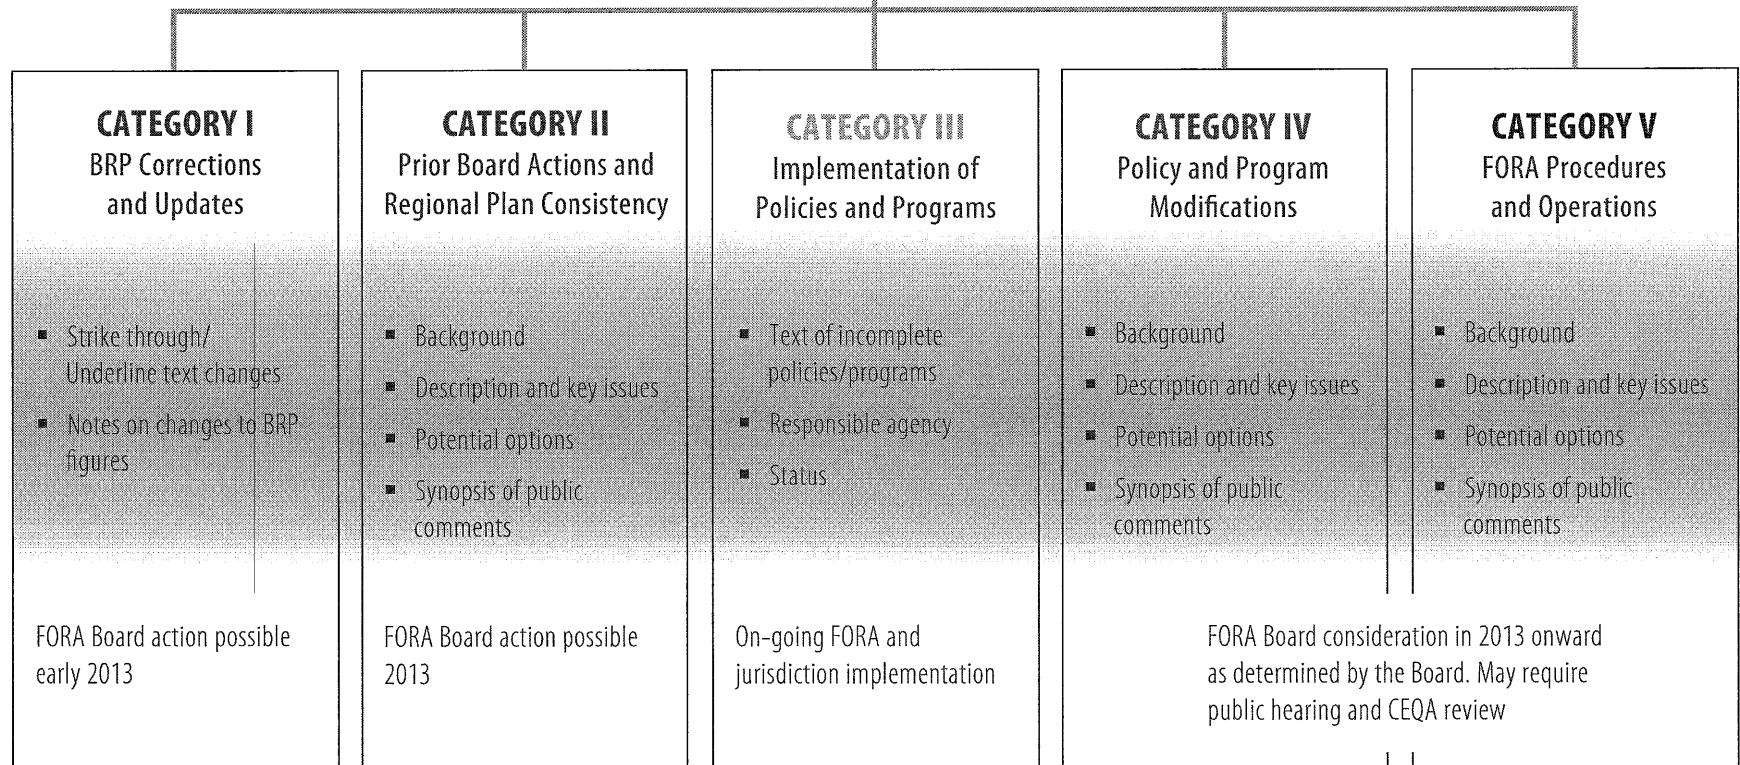 CATEGORY I
BRP Corrections
and Updates
▪ Strike through/
Underline text changes
▪ Notes on changes to BRP
figures
FORA Board action possible
early 2013
CATEGORY II
Prior Board Actions and
Regional Plan Consistency
▪ Background
▪ Description and key issues
▪ Potential options
▪ Synopsis of public
comments
FORA Board action possible
2013
CATEGORY III
Implementation of
Policies and Programs
▪ Text of incomplete
policies/programs
▪ Responsible agency
▪ Status
On-going FORA and
jurisdiction implementation
CATEGORY IV
Policy and Program
Modifications
▪ Background
▪ Description and key issues
▪ Potential options
▪ Synopsis of public
comments
CATEGORY V
FORA Procedures
and Operations
▪ Background
▪ Description and key issues
▪ Potential options
▪ Synopsis of public
comments
FORA Board consideration in 2013 onward
as determined by the Board. May require
public hearing and CEQA review